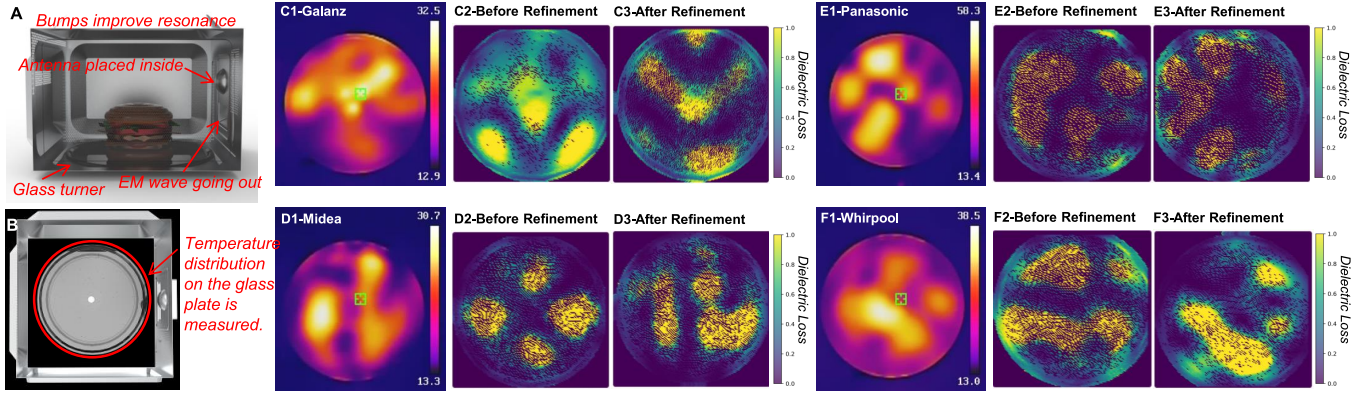 A
Bumps improve resonance
Antenna placed inside
Glass turner
EM wave going out
C1-Galanz
32.5
12.9
C2-Before Refinement
C3-After Refinement
1.0
0.8
0.6
0.4
0.2
0.0
Dielectric Loss
E1-Panasonic
58.3
13.4
E2-Before Refinement
E3-After Refinement
1.0
0.8
0.6
0.4
0.2
0.0
Dielectric Loss
B
Temperature
distribution
on the glass
plate is
measured.
D1-Midea
30.7
13.3
D2-Before Refinement
D3-After Refinement
1.0
0.8
0.6
0.4
0.2
0.0
Dielectric Loss
F1-Whirpool
38.5
13.0
F2-Before Refinement
F3-After Refinement
1.0
0.8
0.6
0.4
0.2
0.0
Dielectric Loss